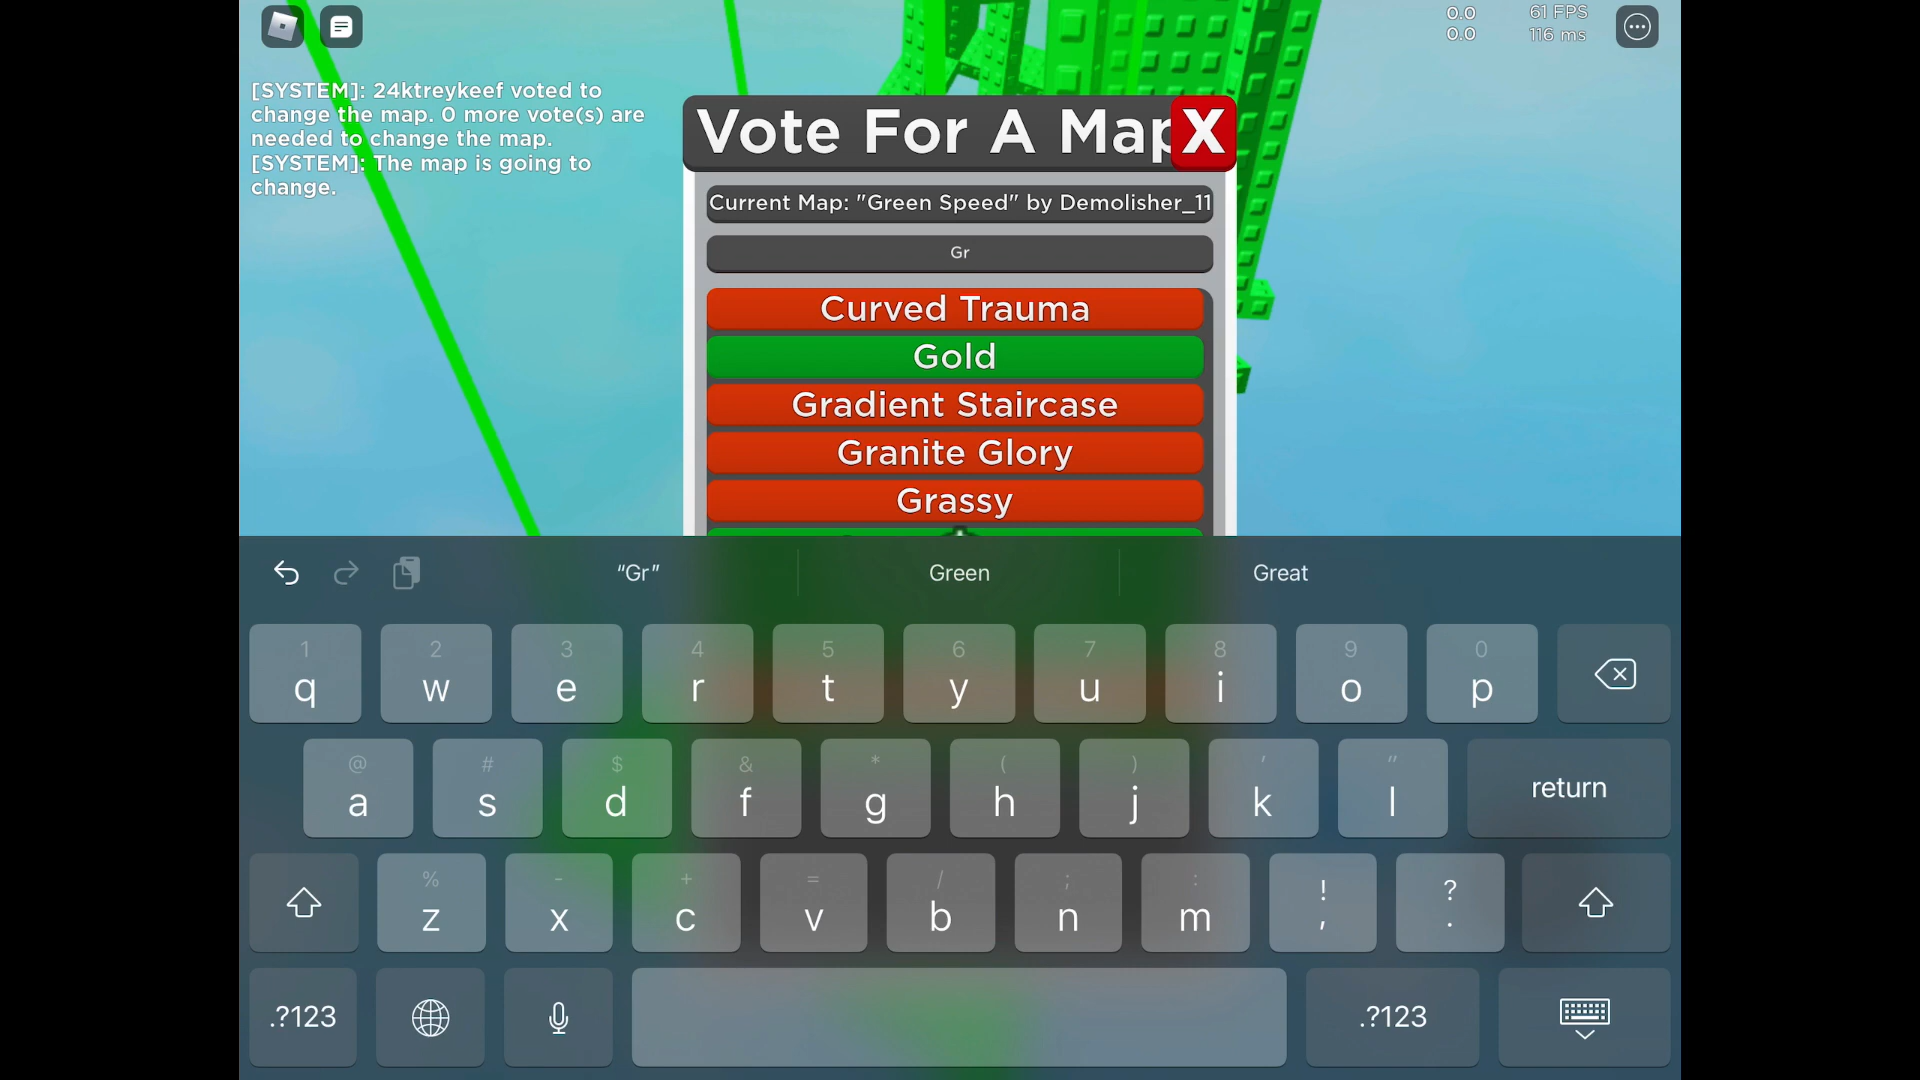 0.0
61 FPS
0.0
116 ms
[SYSTEM]: 24ktreykeef voted to
change the map. 0 more vote(s) are
needed to change the map.
[SYSTEM]: The map is going to
change.
Vote For A Map
X
Current Map: "Green Speed" by Demolisher_11
Gr
Curved Trauma
Gold
Gradient Staircase
Granite Glory
Grassy
“Gr”
Green
Great
1 2 3 4 5 6 7 8 9 0
q w e r t y u i o p
@ # $ & * ( ) ' "
a s d f g h j k l return
% - + = / ; : ! ?
z x c v b n m , .
.?123 .?123